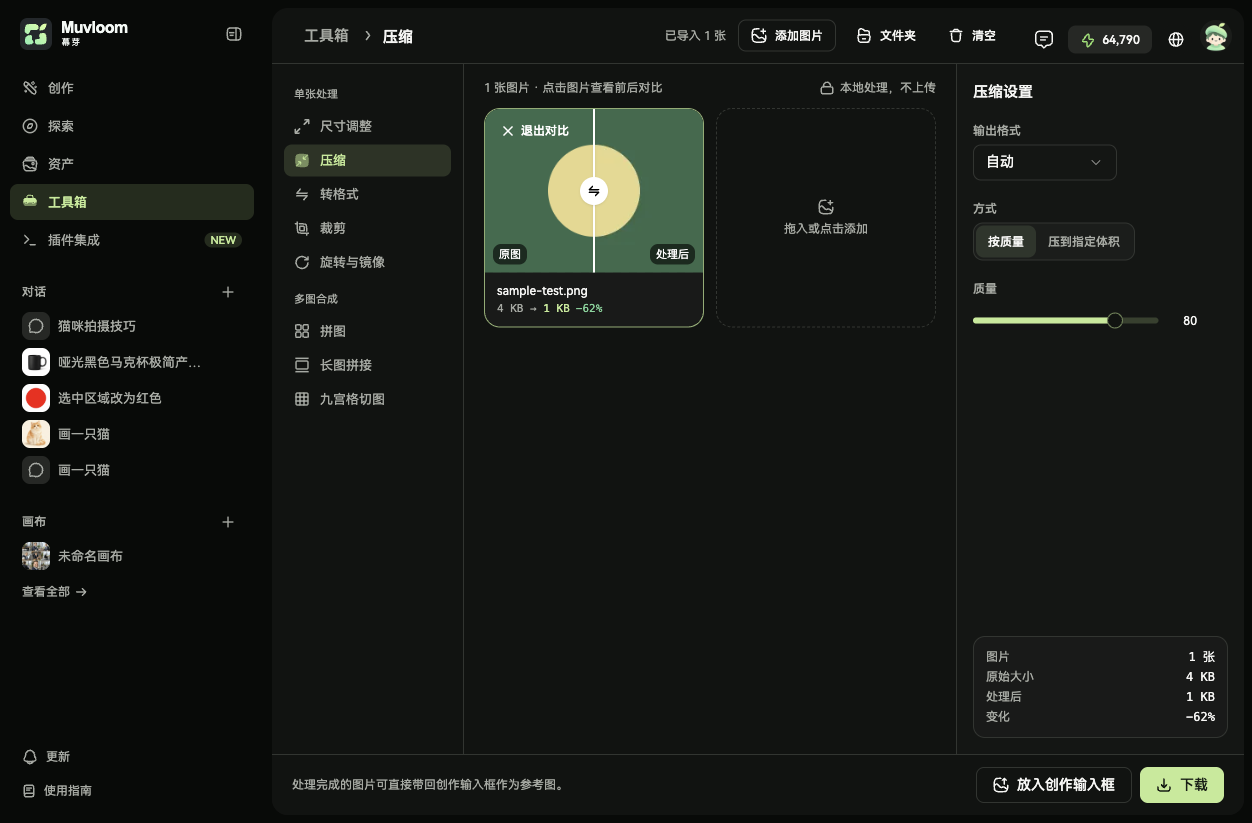 Muvloom
幕芽
创作
探索
资产
工具箱
插件集成 NEW
对话
猫咪拍摄技巧
哑光黑色马克杯极简产...
选中区域改为红色
画一只猫
画一只猫
画布
未命名画布
查看全部 →
更新
使用指南
工具箱 > 压缩
已导入 1 张
添加图片
文件夹
清空
64,790
单张处理
尺寸调整
压缩
转格式
裁剪
旋转与镜像
多图合成
拼图
长图拼接
九宫格切图
1 张图片 · 点击图片查看前后对比
本地处理，不上传
退出对比
原图
处理后
sample-test.png
4 KB → 1 KB −62%
拖入或点击添加
压缩设置
输出格式
自动
方式
按质量
压到指定体积
质量
80
图片 1 张
原始大小 4 KB
处理后 1 KB
变化 −62%
处理完成的图片可直接带回创作输入框作为参考图。
放入创作输入框
下载